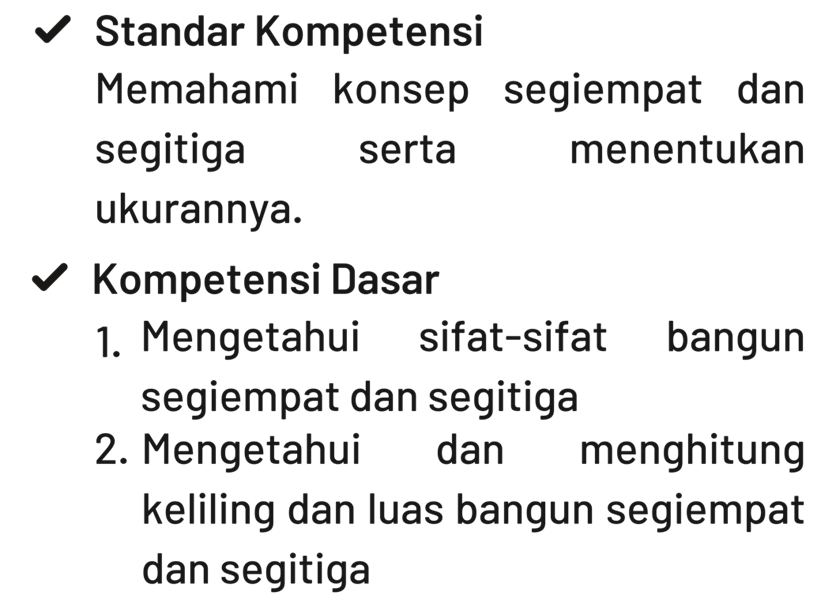 Standar Kompetensi
Memahami konsep segiempat dan
segitiga serta menentukan
ukurannya.
Kompetensi Dasar
1. Mengetahui sifat-sifat bangun
segiempat dan segitiga
2. Mengetahui dan menghitung
keliling dan luas bangun segiempat
dan segitiga